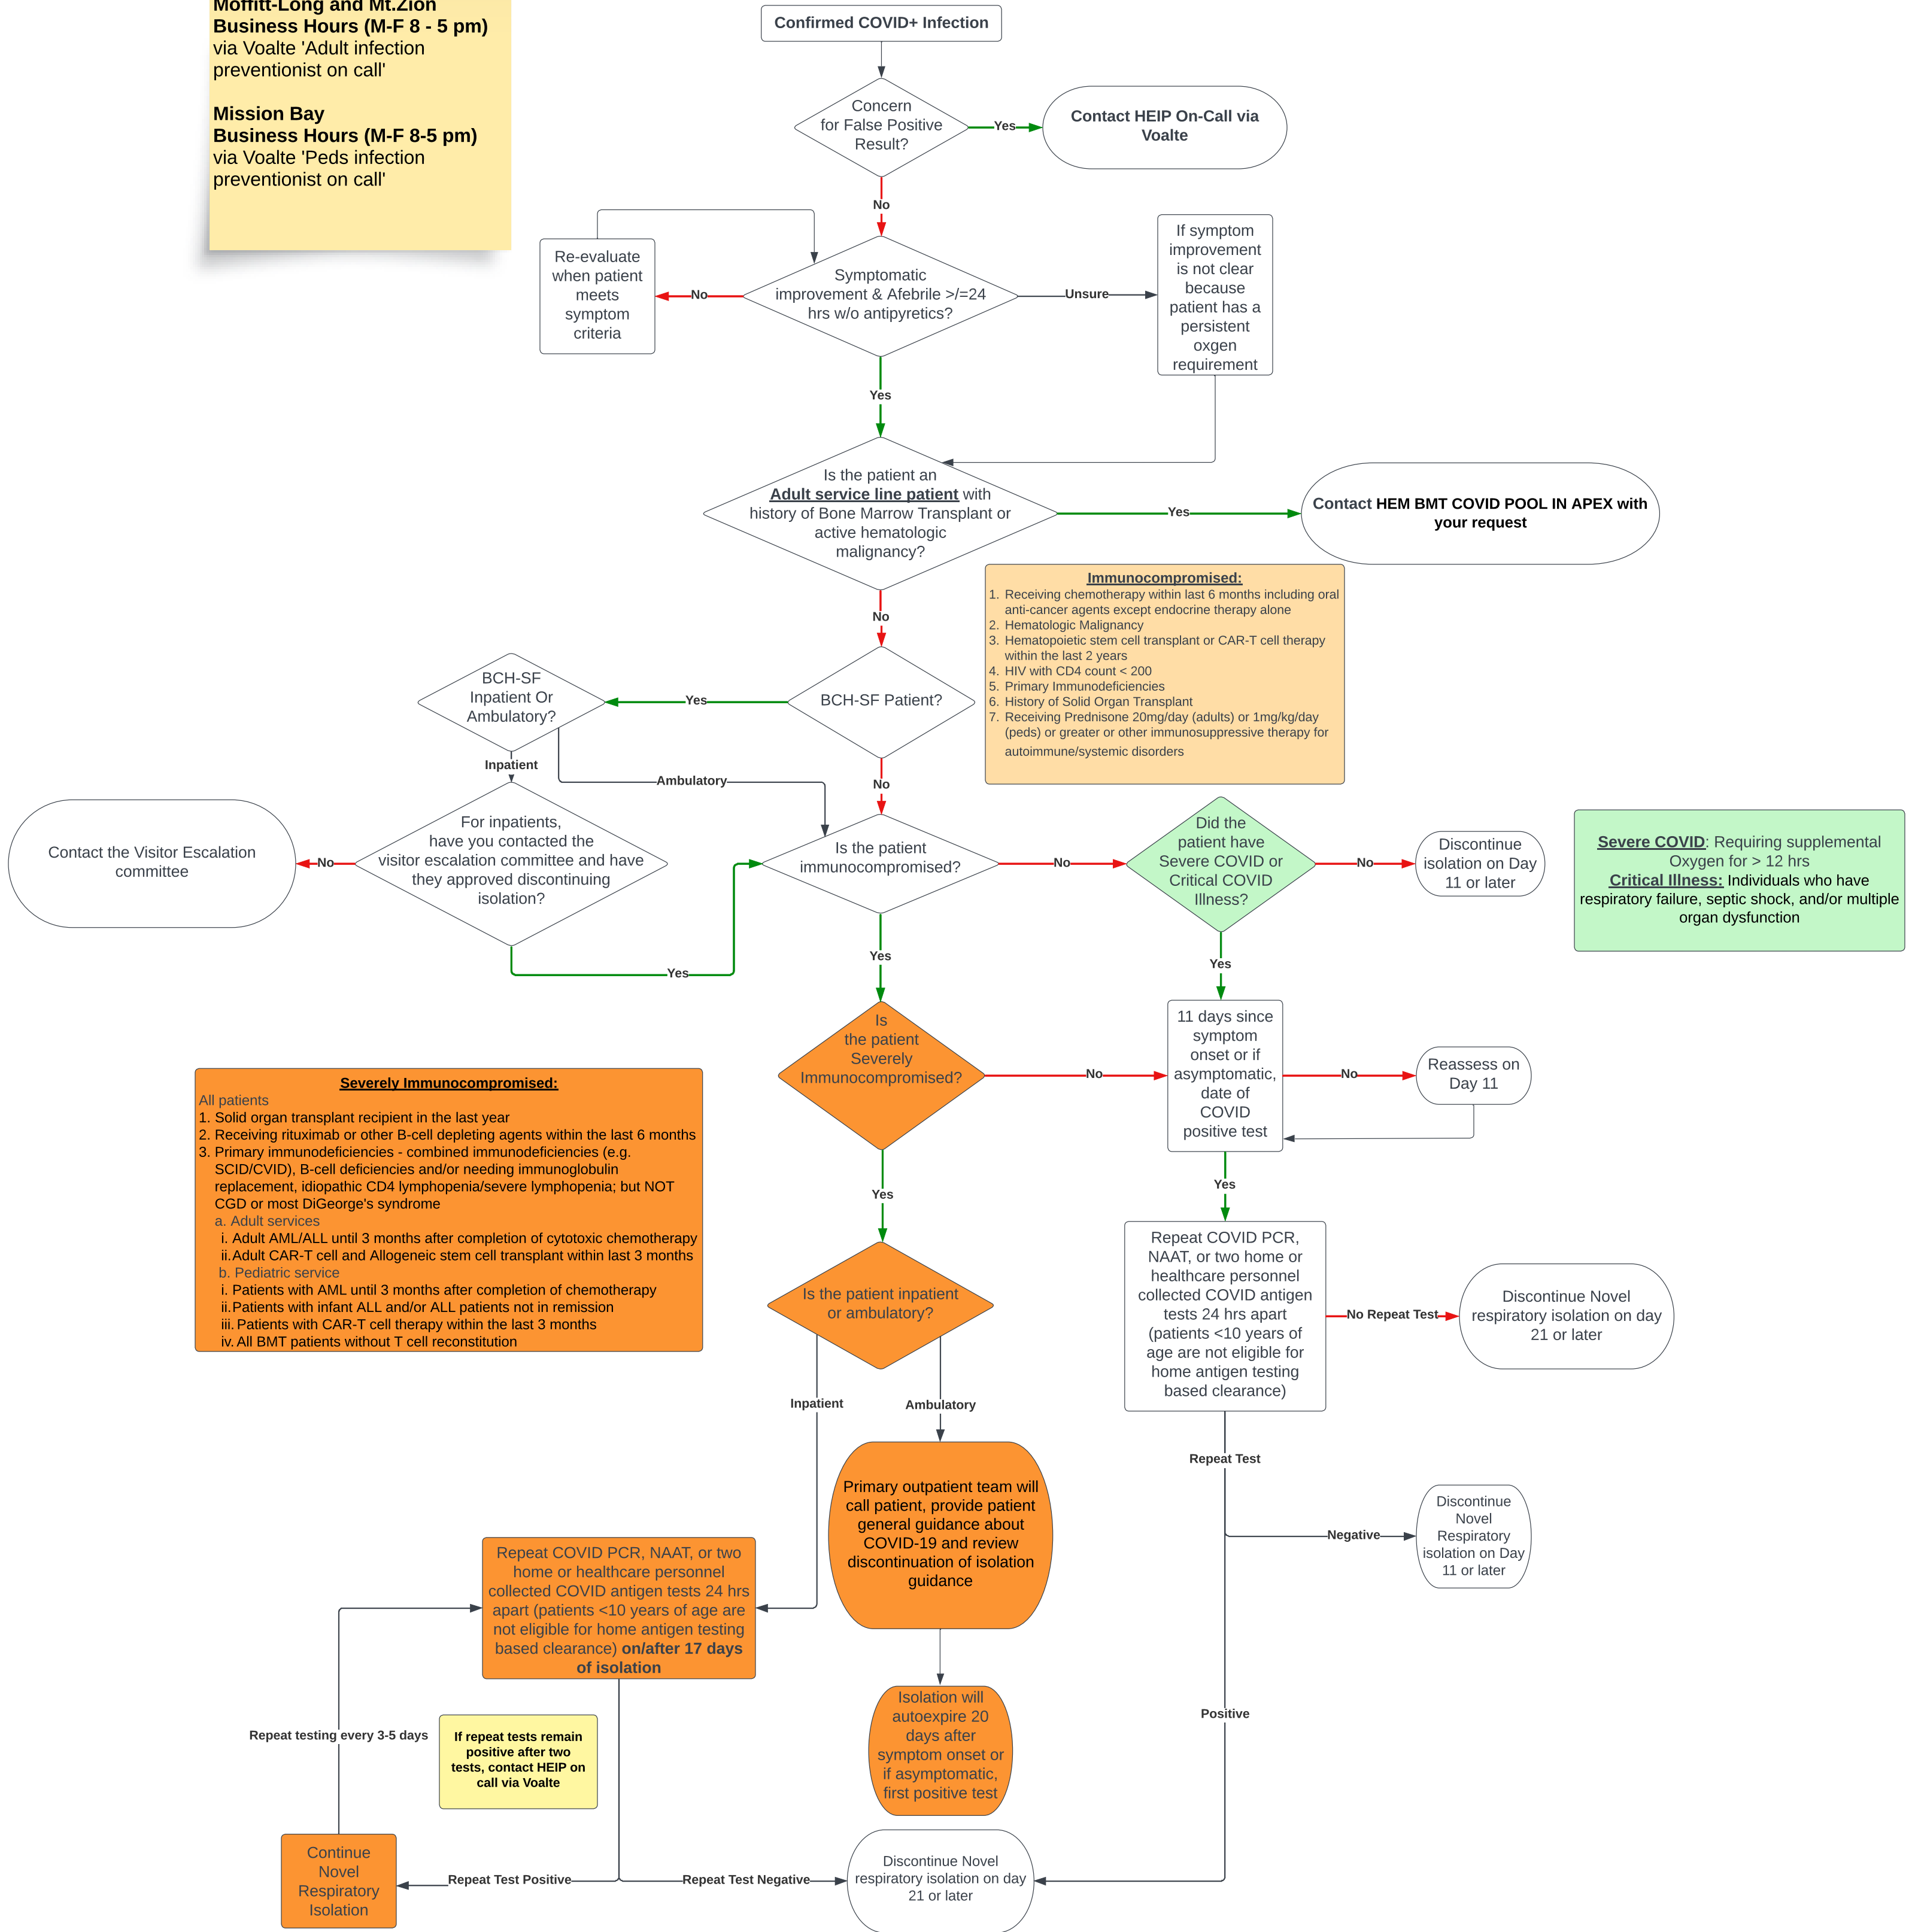 Moffitt-Long and Mt.Zion
Business Hours (M-F 8 - 5 pm)
via Voalte 'Adult infection
preventionist on call'
Mission Bay
Business Hours (M-F 8-5 pm)
via Voalte 'Peds infection
preventionist on call'
Confirmed COVID+ Infection
Concern
for False Positive
Result?
Yes
Contact HEIP On-Call via
Voalte
No
Re-evaluate
when patient
meets
symptom
criteria
No
Symptomatic
improvement & Afebrile >/=24
hrs w/o antipyretics?
Unsure
If symptom
improvement
is not clear
because
patient has a
persistent
oxgen
requirement
Yes
Is the patient an
Adult service line patient with
history of Bone Marrow Transplant or
active hematologic
malignancy?
Yes
Contact HEM BMT COVID POOL IN APEX with
your request
No
Immunocompromised:
1. Receiving chemotherapy within last 6 months including oral
anti-cancer agents except endocrine therapy alone
2. Hematologic Malignancy
3. Hematopoietic stem cell transplant or CAR-T cell therapy
within the last 2 years
4. HIV with CD4 count < 200
5. Primary Immunodeficiencies
6. History of Solid Organ Transplant
7. Receiving Prednisone 20mg/day (adults) or 1mg/kg/day
(peds) or greater or other immunosuppressive therapy for
autoimmune/systemic disorders
BCH-SF
Inpatient Or
Ambulatory?
Yes
BCH-SF Patient?
Inpatient
Ambulatory
No
Contact the Visitor Escalation
committee
No
For inpatients,
have you contacted the
visitor escalation committee and have
they approved discontinuing
isolation?
Yes
Is the patient
immunocompromised?
No
Did the
patient have
Severe COVID or
Critical COVID
Illness?
No
Discontinue
isolation on Day
11 or later
Severe COVID: Requiring supplemental
Oxygen for > 12 hrs
Critical Illness: Individuals who have
respiratory failure, septic shock, and/or multiple
organ dysfunction
Yes
Yes
Is
the patient
Severely
Immunocompromised?
No
11 days since
symptom
onset or if
asymptomatic,
date of
COVID
positive test
No
Reassess on
Day 11
Severely Immunocompromised:
All patients
1. Solid organ transplant recipient in the last year
2. Receiving rituximab or other B-cell depleting agents within the last 6 months
3. Primary immunodeficiencies - combined immunodeficiencies (e.g.
SCID/CVID), B-cell deficiencies and/or needing immunoglobulin
replacement, idiopathic CD4 lymphopenia/severe lymphopenia; but NOT
CGD or most DiGeorge's syndrome
a. Adult services
i. Adult AML/ALL until 3 months after completion of cytotoxic chemotherapy
ii. Adult CAR-T cell and Allogeneic stem cell transplant within last 3 months
b. Pediatric service
i. Patients with AML until 3 months after completion of chemotherapy
ii. Patients with infant ALL and/or ALL patients not in remission
iii. Patients with CAR-T cell therapy within the last 3 months
iv. All BMT patients without T cell reconstitution
Yes
Yes
Is the patient inpatient
or ambulatory?
Repeat COVID PCR,
NAAT, or two home or
healthcare personnel
collected COVID antigen
tests 24 hrs apart
(patients <10 years of
age are not eligible for
home antigen testing
based clearance)
No Repeat Test
Discontinue Novel
respiratory isolation on day
21 or later
Inpatient
Ambulatory
Repeat Test
Primary outpatient team will
call patient, provide patient
general guidance about
COVID-19 and review
discontinuation of isolation
guidance
Negative
Discontinue
Novel
Respiratory
isolation on Day
11 or later
Repeat COVID PCR, NAAT, or two
home or healthcare personnel
collected COVID antigen tests 24 hrs
apart (patients <10 years of age are
not eligible for home antigen testing
based clearance) on/after 17 days
of isolation
Isolation will
autoexpire 20
days after
symptom onset or
if asymptomatic,
first positive test
Positive
Repeat testing every 3-5 days
If repeat tests remain
positive after two
tests, contact HEIP on
call via Voalte
Continue
Novel
Respiratory
Isolation
Repeat Test Positive
Repeat Test Negative
Discontinue Novel
respiratory isolation on day
21 or later